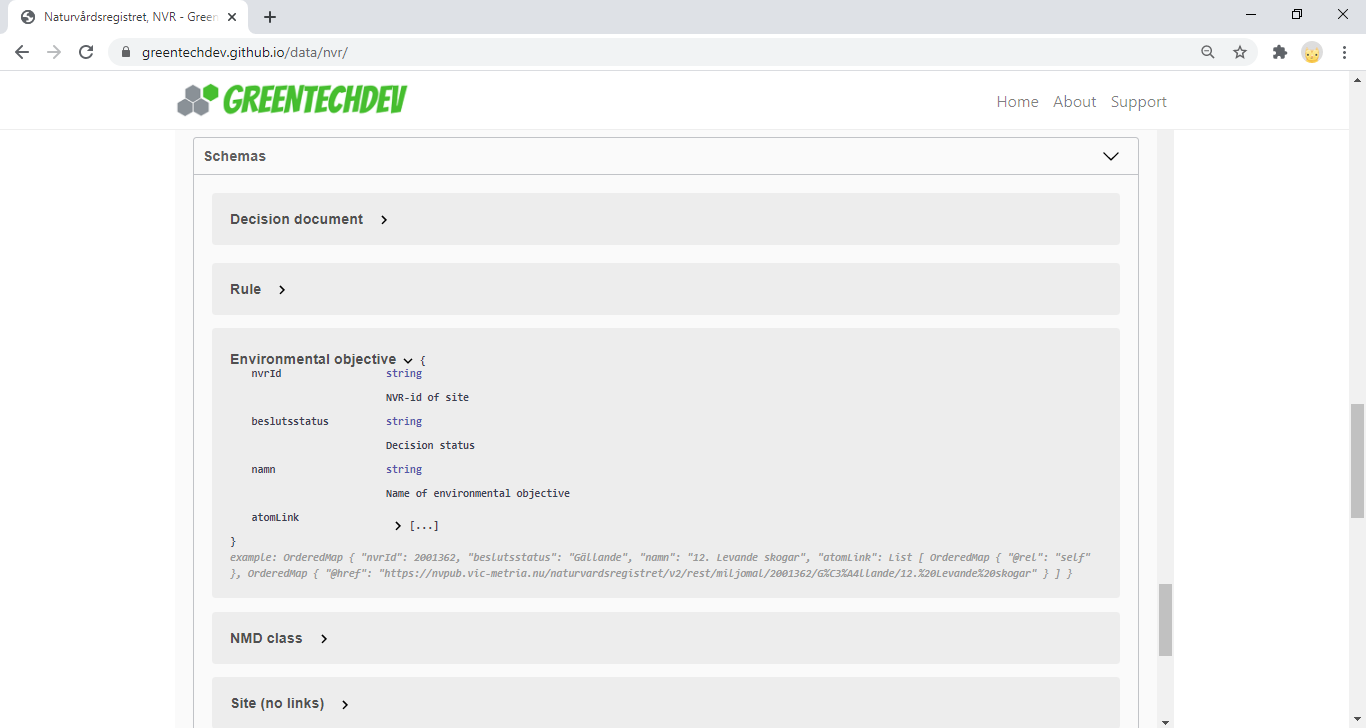 Naturvårdsregistret, NVR - Green
greentechdev.github.io/data/nvr/
GREENTECHDEV
Home About Support
Schemas
Decision document
Rule
Environmental objective {
nvrId string
NVR-id of site
beslutsstatus string
Decision status
namn string
Name of environmental objective
atomLink [...]
}
example: OrderedMap { "nvrId": 2001362, "beslutsstatus": "Gällande", "namn": "12. Levande skogar", "atomLink": List [ OrderedMap { "@rel": "self"
}, OrderedMap { "@href": "https://nvpub.vic-metria.nu/naturvardsregistret/v2/rest/miljomal/2001362/G%C3%A4llande/12.%20Levande%20skogar" } ] }
NMD class
Site (no links)